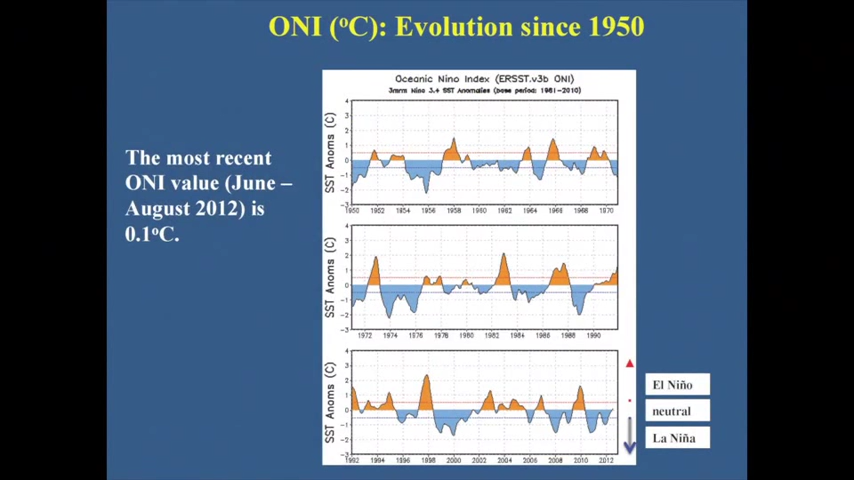 ONI (ºC): Evolution since 1950
Oceanic Nino Index (ERSST.v3b ONI)
3mrm Nino 3.4 SST Anomalies (base period: 1981-2010)
The most recent
ONI value (June –
August 2012) is
0.1ºC.
SST Anoms (C)
4
3
2
1
0
-1
-2
-3
1950 1952 1954 1956 1958 1960 1962 1964 1966 1968 1970
SST Anoms (C)
4
3
2
1
0
-1
-2
-3
1972 1974 1976 1978 1980 1982 1984 1986 1988 1990
SST Anoms (C)
4
3
2
1
0
-1
-2
-3
1992 1994 1996 1998 2000 2002 2004 2006 2008 2010 2012
El Niño
neutral
La Niña